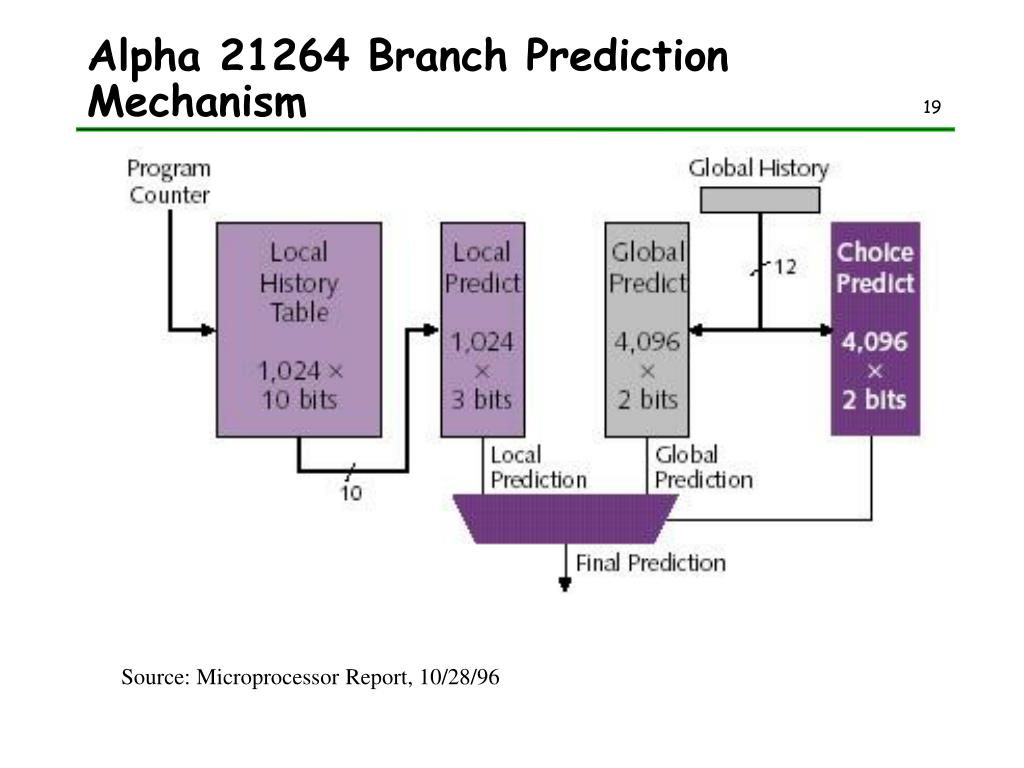 Alpha 21264 Branch Prediction
Mechanism
19
Program
Counter
Global History
Local
History
Table
1,024 ×
10 bits
Local
Predict
1,024
×
3 bits
Global
Predict
4,096
×
2 bits
12
Choice
Predict
4,096
×
2 bits
10
Local
Prediction
Global
Prediction
Final Prediction
Source: Microprocessor Report, 10/28/96